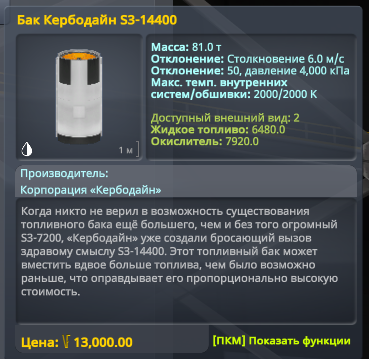 Бак Кербодайн S3-14400
Масса: 81.0 т
Отклонение: Столкновение 6.0 м/с
Отклонение: 50, давление 4,000 кПа
Макс. темп. внутренних
систем/обшивки: 2000/2000 К
Доступный внешний вид: 2
Жидкое топливо: 6480.0
Окислитель: 7920.0
1 м
Производитель:
Корпорация «Кербодайн»
Когда никто не верил в возможность существования
топливного бака ещё большего, чем и без того огромный
S3-7200, «Кербодайн» уже создали бросающий вызов
здравому смыслу S3-14400. Этот топливный бак может
вместить вдвое больше топлива, чем было возможно
раньше, что оправдывает его пропорционально высокую
стоимость.
Цена: 13,000.00
[ПКМ] Показать функции